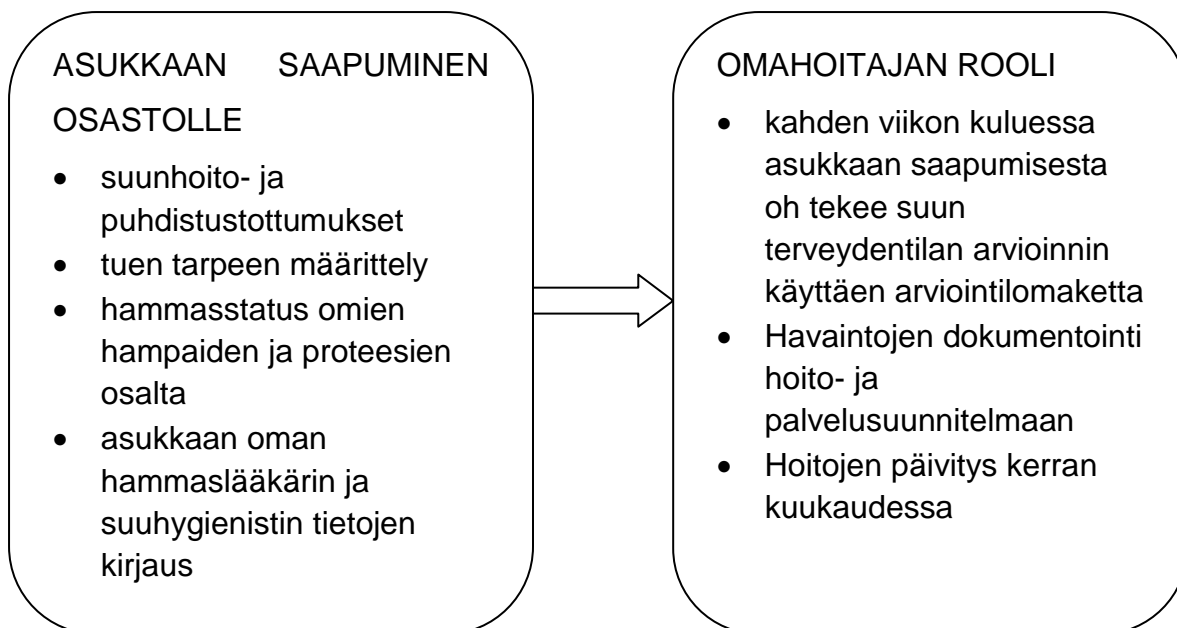 ASUKKAAN SAAPUMINEN
OSASTOLLE
• suunhoito- ja
puhdistustottumukset
• tuen tarpeen määrittely
• hammasstatus omien
hampaiden ja proteesien
osalta
• asukkaan oman
hammaslääkärin ja
suuhygienistin tietojen
kirjaus
OMAHOITAJAN ROOLI
• kahden viikon kuluessa
asukkaan saapumisesta
oh tekee suun
terveydentilan arvioinnin
käyttäen arviointilomaketta
• Havaintojen dokumentointi
hoito- ja
palvelusuunnitelmaan
• Hoitojen päivitys kerran
kuukaudessa